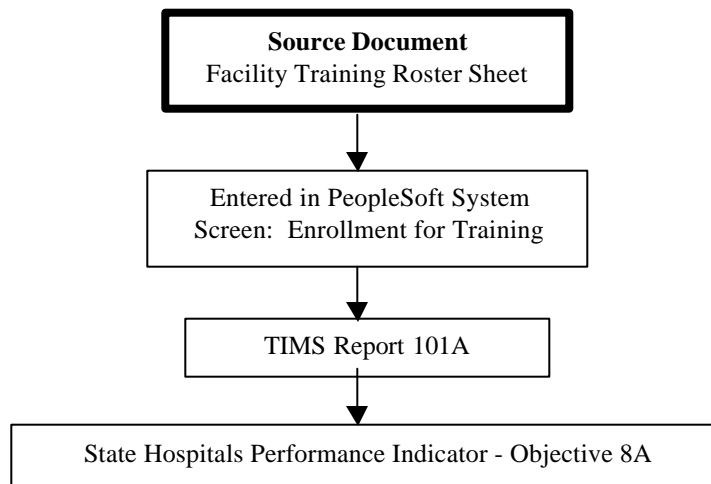 Source Document
Facility Training Roster Sheet
Entered in PeopleSoft System
Screen: Enrollment for Training
TIMS Report 101A
State Hospitals Performance Indicator - Objective 8A